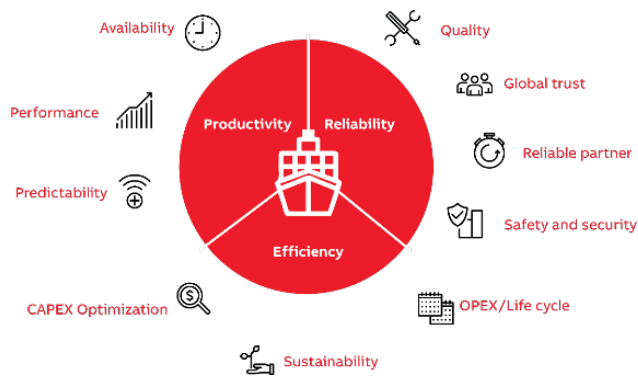 Availability
Quality
Global trust
Performance
Productivity
Reliability
Reliable partner
Predictability
Safety and security
Efficiency
CAPEX Optimization
OPEX/Life cycle
Sustainability